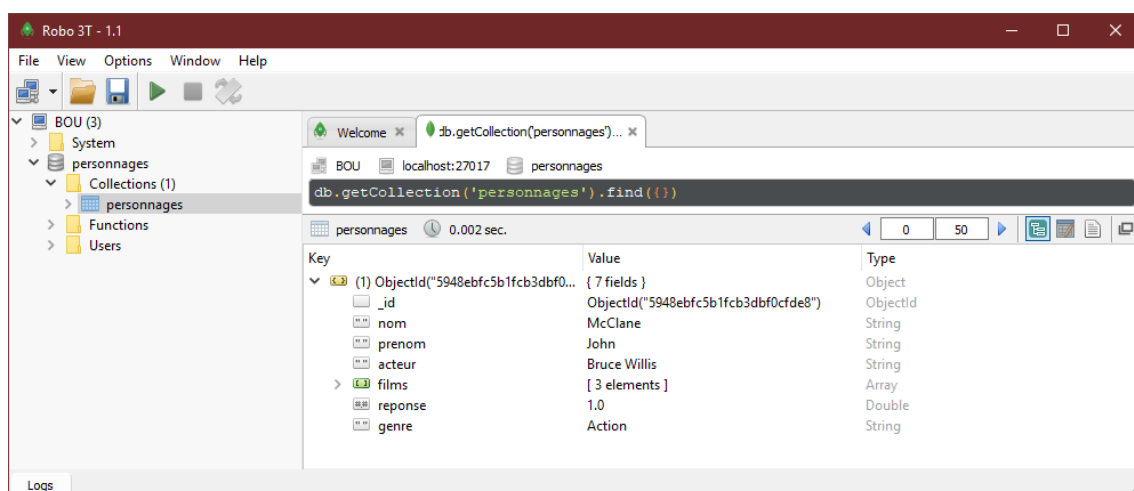 Robo 3T - 1.1
File View Options Window Help
BOU (3)
System
personnages
Collections (1)
personnages
Functions
Users
Welcome
db.getCollection('personnages')...
BOU localhost:27017 personnages
db.getCollection('personnages').find({})
personnages 0.002 sec. 0 50
Key Value Type
(1) ObjectId("5948ebfc5b1fcb3dbf0... { 7 fields } Object
_id ObjectId("5948ebfc5b1fcb3dbf0cfde8") ObjectId
nom McClane String
prenom John String
acteur Bruce Willis String
films [ 3 elements ] Array
reponse 1.0 Double
genre Action String
Logs